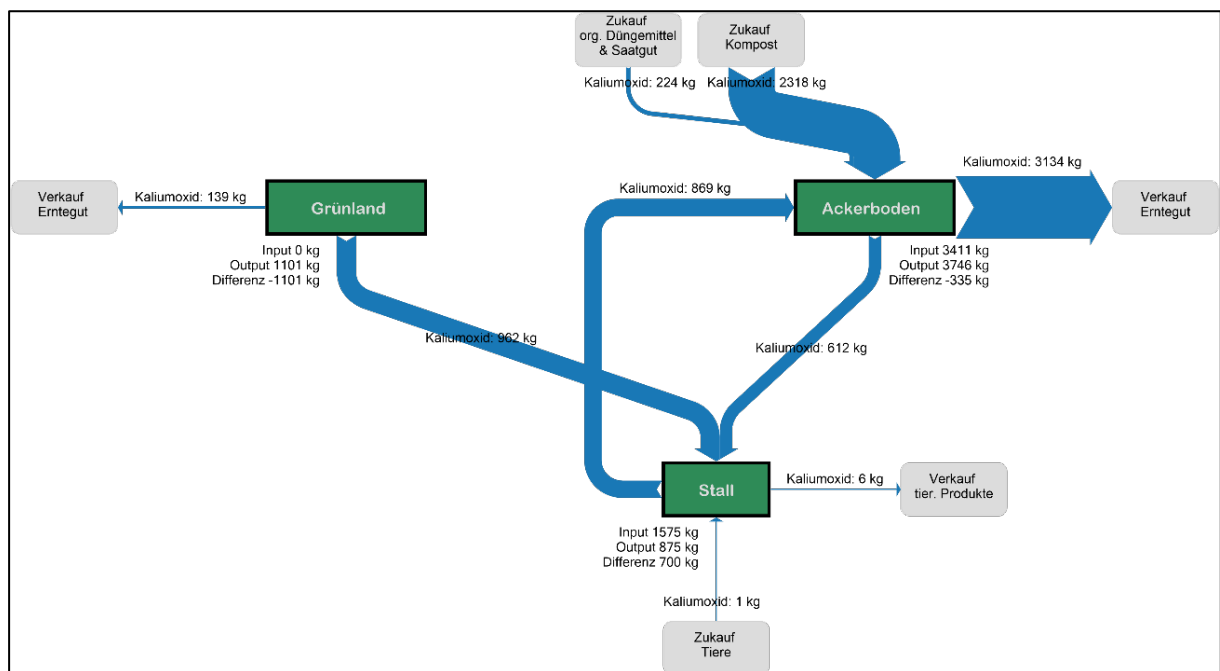 Zukauf
org. Düngemittel
& Saatgut
Zukauf
Kompost
Kaliumoxid: 224 kg
Kaliumoxid: 2318 kg
Kaliumoxid: 3134 kg
Verkauf
Erntegut
Kaliumoxid: 139 kg
Grünland
Kaliumoxid: 869 kg
Ackerboden
Verkauf
Erntegut
Input 0 kg
Output 1101 kg
Differenz -1101 kg
Input 3411 kg
Output 3746 kg
Differenz -335 kg
Kaliumoxid: 962 kg
Kaliumoxid: 612 kg
Stall
Kaliumoxid: 6 kg
Verkauf
tier. Produkte
Input 1575 kg
Output 875 kg
Differenz 700 kg
Kaliumoxid: 1 kg
Zukauf
Tiere